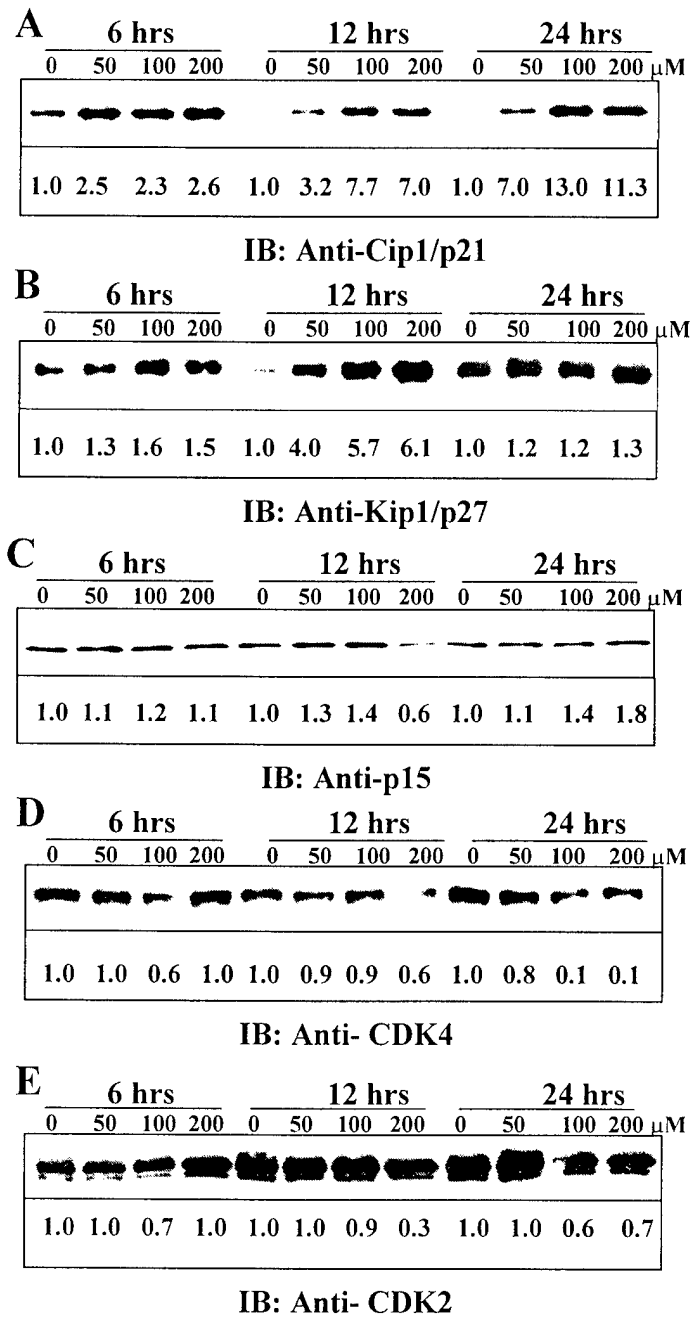 A
6 hrs 12 hrs 24 hrs
0 50 100 200 0 50 100 200 0 50 100 200 μM
1.0 2.5 2.3 2.6 1.0 3.2 7.7 7.0 1.0 7.0 13.0 11.3
IB: Anti-Cip1/p21
B
6 hrs 12 hrs 24 hrs
0 50 100 200 0 50 100 200 0 50 100 200 μM
1.0 1.3 1.6 1.5 1.0 4.0 5.7 6.1 1.0 1.2 1.2 1.3
IB: Anti-Kip1/p27
C
6 hrs 12 hrs 24 hrs
0 50 100 200 0 50 100 200 0 50 100 200 μM
1.0 1.1 1.2 1.1 1.0 1.3 1.4 0.6 1.0 1.1 1.4 1.8
IB: Anti-p15
D
6 hrs 12 hrs 24 hrs
0 50 100 200 0 50 100 200 0 50 100 200 μM
1.0 1.0 0.6 1.0 1.0 0.9 0.9 0.6 1.0 0.8 0.1 0.1
IB: Anti- CDK4
E
6 hrs 12 hrs 24 hrs
0 50 100 200 0 50 100 200 0 50 100 200 μM
1.0 1.0 0.7 1.0 1.0 1.0 0.9 0.3 1.0 1.0 0.6 0.7
IB: Anti- CDK2